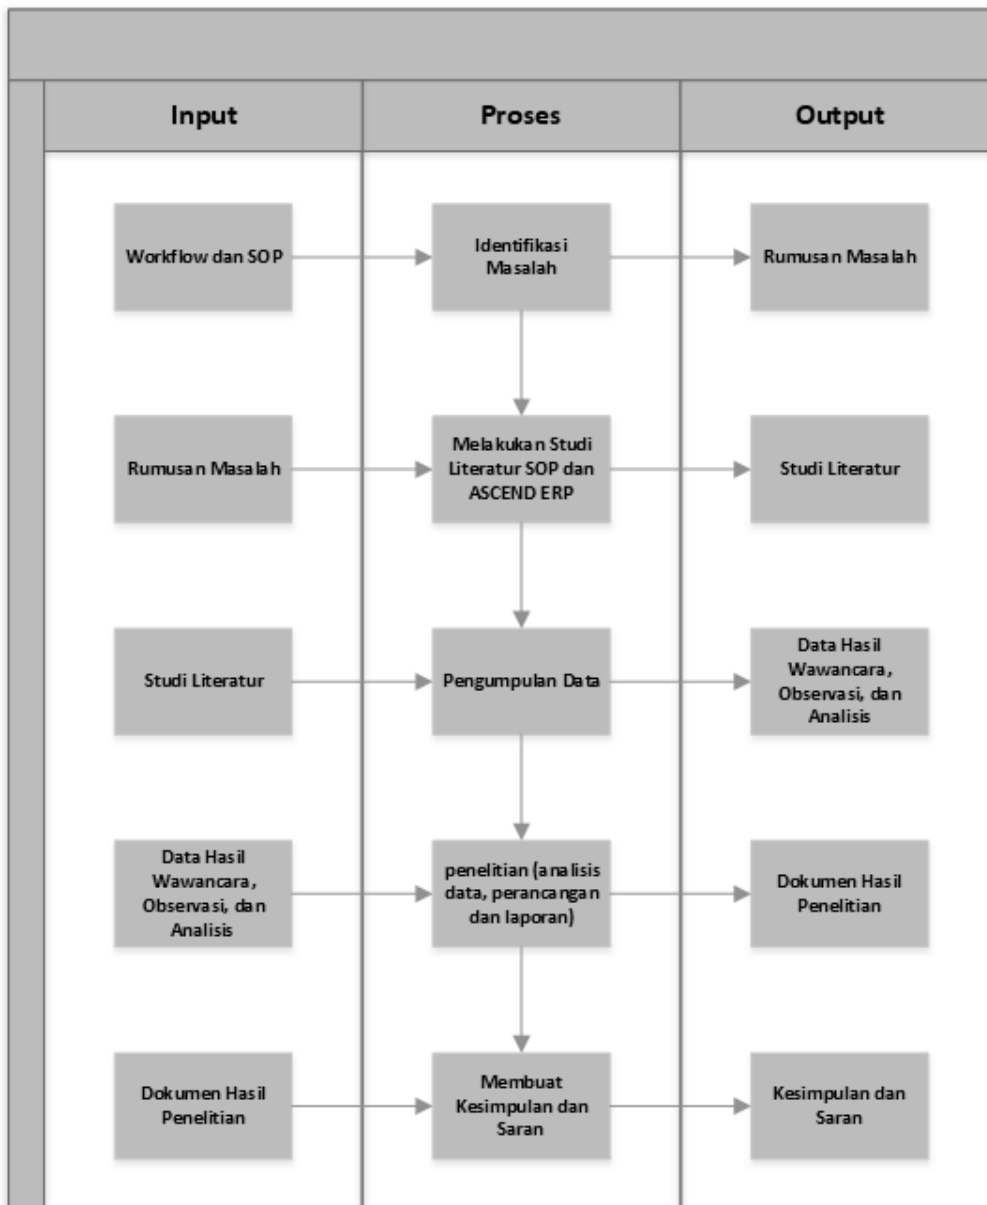 Input
Proses
Output
Workflow dan SOP
Identifikasi
Masalah
Rumusan Masalah
Rumusan Masalah
Melakukan Studi
Literatur SOP dan
ASCEND ERP
Studi Literatur
Studi Literatur
Pengumpulan Data
Data Hasil
Wawancara,
Observasi, dan
Analisis
Data Hasil
Wawancara,
Observasi, dan
Analisis
penelitian (analisis
data, perancangan
dan laporan)
Dokumen Hasil
Penelitian
Dokumen Hasil
Penelitian
Membuat
Kesimpulan dan
Saran
Kesimpulan dan
Saran